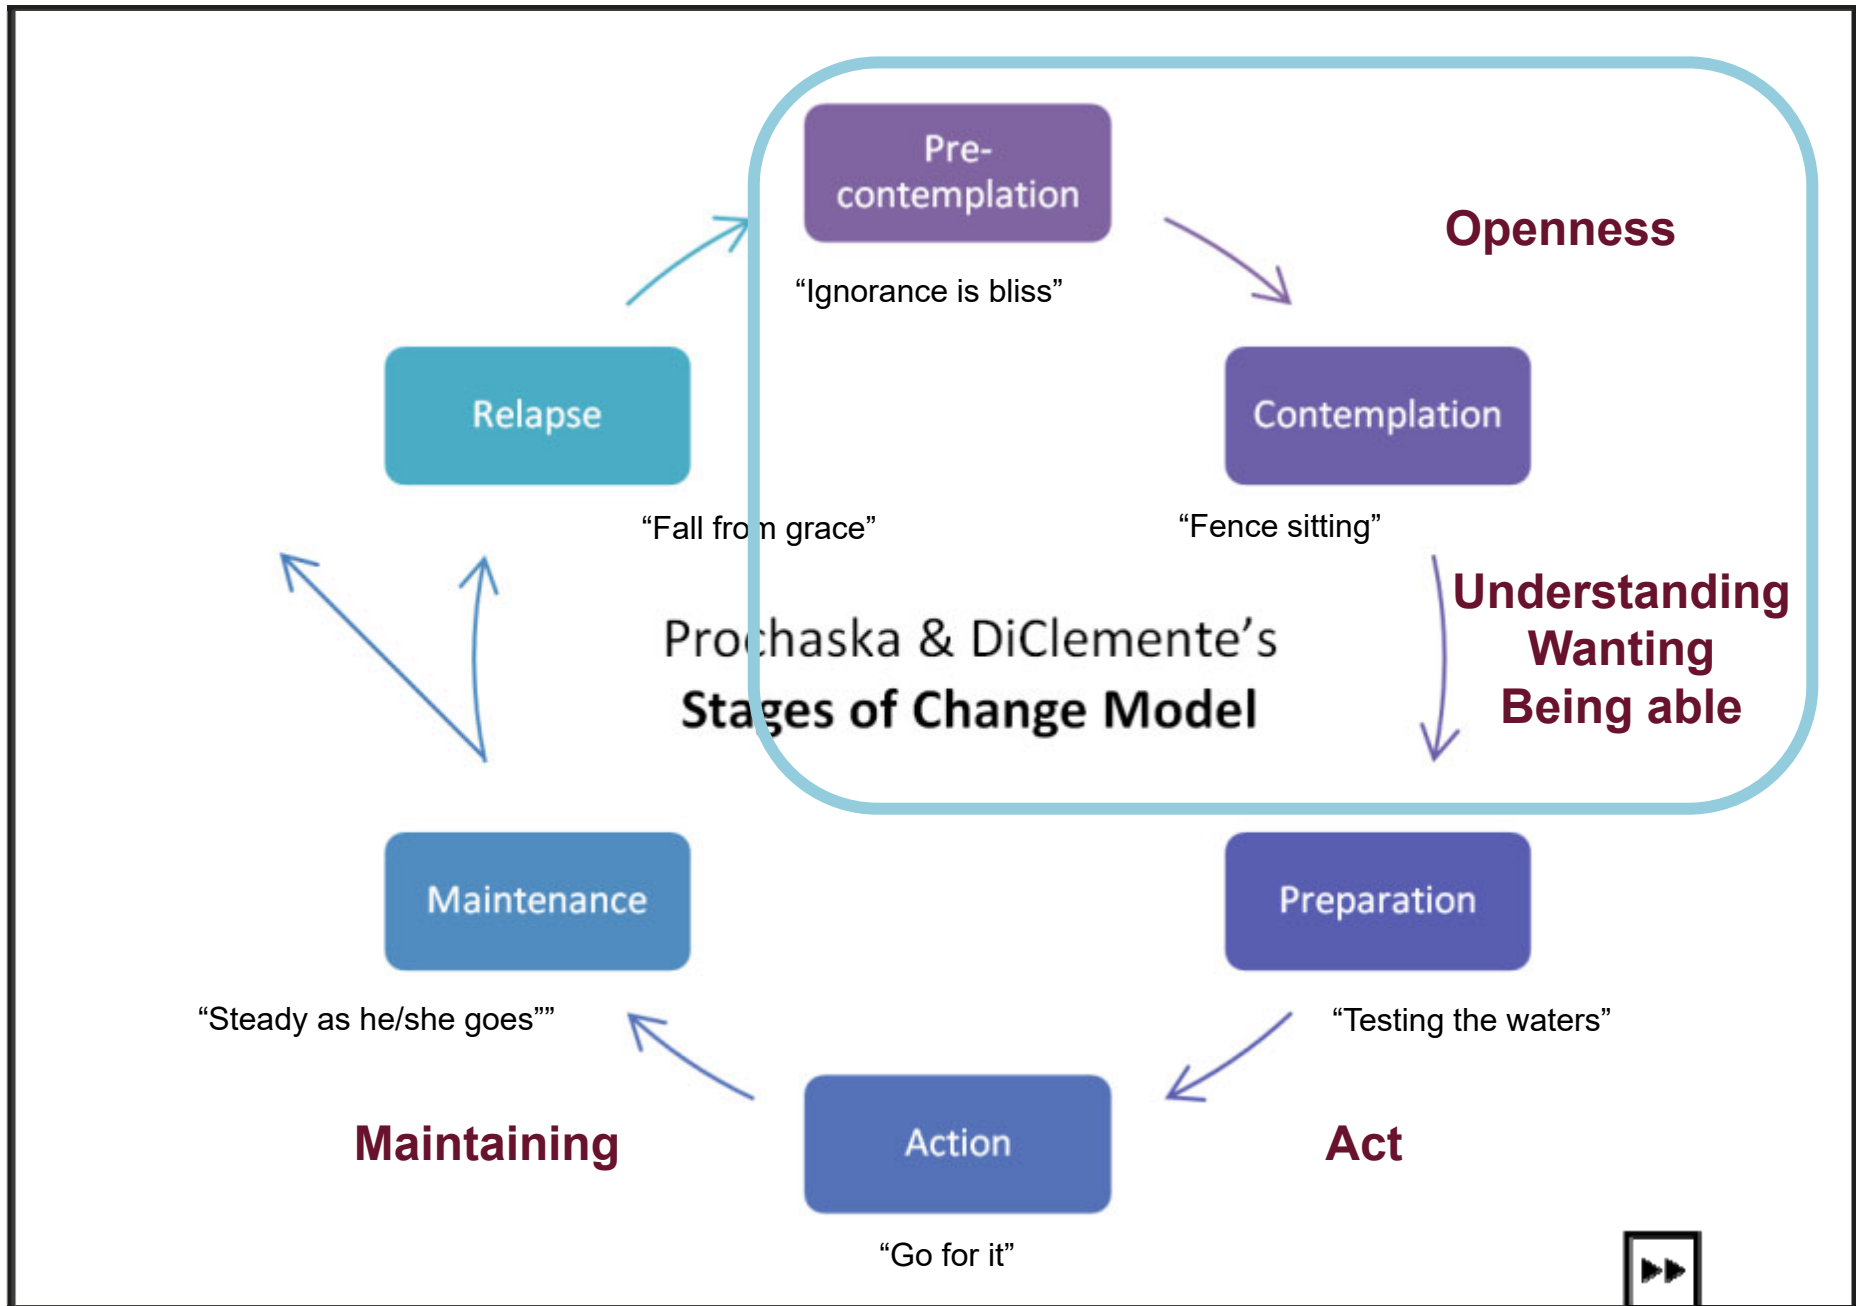 Pre-
contemplation
Openness
“Ignorance is bliss”
Relapse
Contemplation
“Fall from grace”
“Fence sitting”
Understanding
Wanting
Being able
Prochaska & DiClemente’s
Stages of Change Model
Maintenance
Preparation
“Steady as he/she goes””
“Testing the waters”
Maintaining
Action
Act
“Go for it”